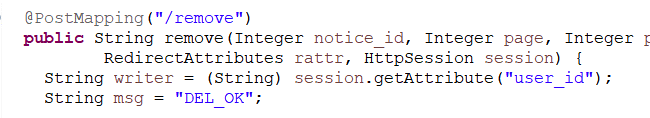 @PostMapping("/remove")
public String remove(Integer notice_id, Integer page, Integer
RedirectAttributes rattr, HttpSession session) {
String writer = (String) session.getAttribute("user_id");
String msg = "DEL_OK";